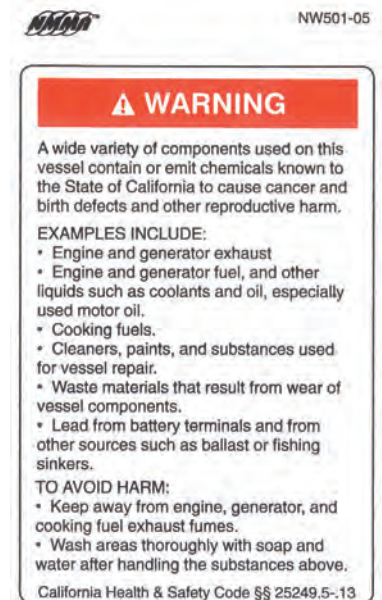 NMMA™
NW501-05
⚠ WARNING
A wide variety of components used on this
vessel contain or emit chemicals known to
the State of California to cause cancer and
birth defects and other reproductive harm.
EXAMPLES INCLUDE:
• Engine and generator exhaust
• Engine and generator fuel, and other
liquids such as coolants and oil, especially
used motor oil.
• Cooking fuels.
• Cleaners, paints, and substances used
for vessel repair.
• Waste materials that result from wear of
vessel components.
• Lead from battery terminals and from
other sources such as ballast or fishing
sinkers.
TO AVOID HARM:
• Keep away from engine, generator, and
cooking fuel exhaust fumes.
• Wash areas thoroughly with soap and
water after handling the substances above.
California Health & Safety Code §§ 25249.5-.13